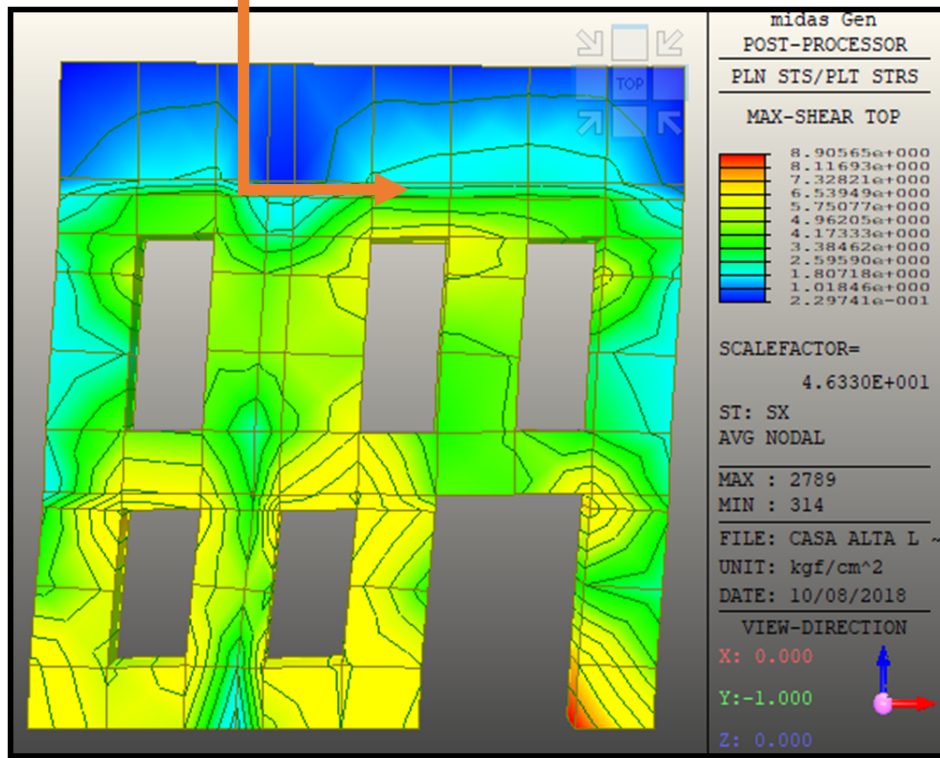 TOP
midas Gen
POST-PROCESSOR
PLN STS/PLT STRS
MAX-SHEAR TOP
8.90565e+000
8.11693e+000
7.32821e+000
6.53949e+000
5.75077e+000
4.96205e+000
4.17333e+000
3.38462e+000
2.59590e+000
1.80718e+000
1.01846e+000
2.29741e-001
SCALEFACTOR=
4.6330E+001
ST: SX
AVG NODAL
MAX : 2789
MIN : 314
FILE: CASA ALTA L ~
UNIT: kgf/cm^2
DATE: 10/08/2018
VIEW-DIRECTION
X: 0.000
Y:-1.000
Z: 0.000